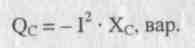 Q_C = – I² · X_C, вар.